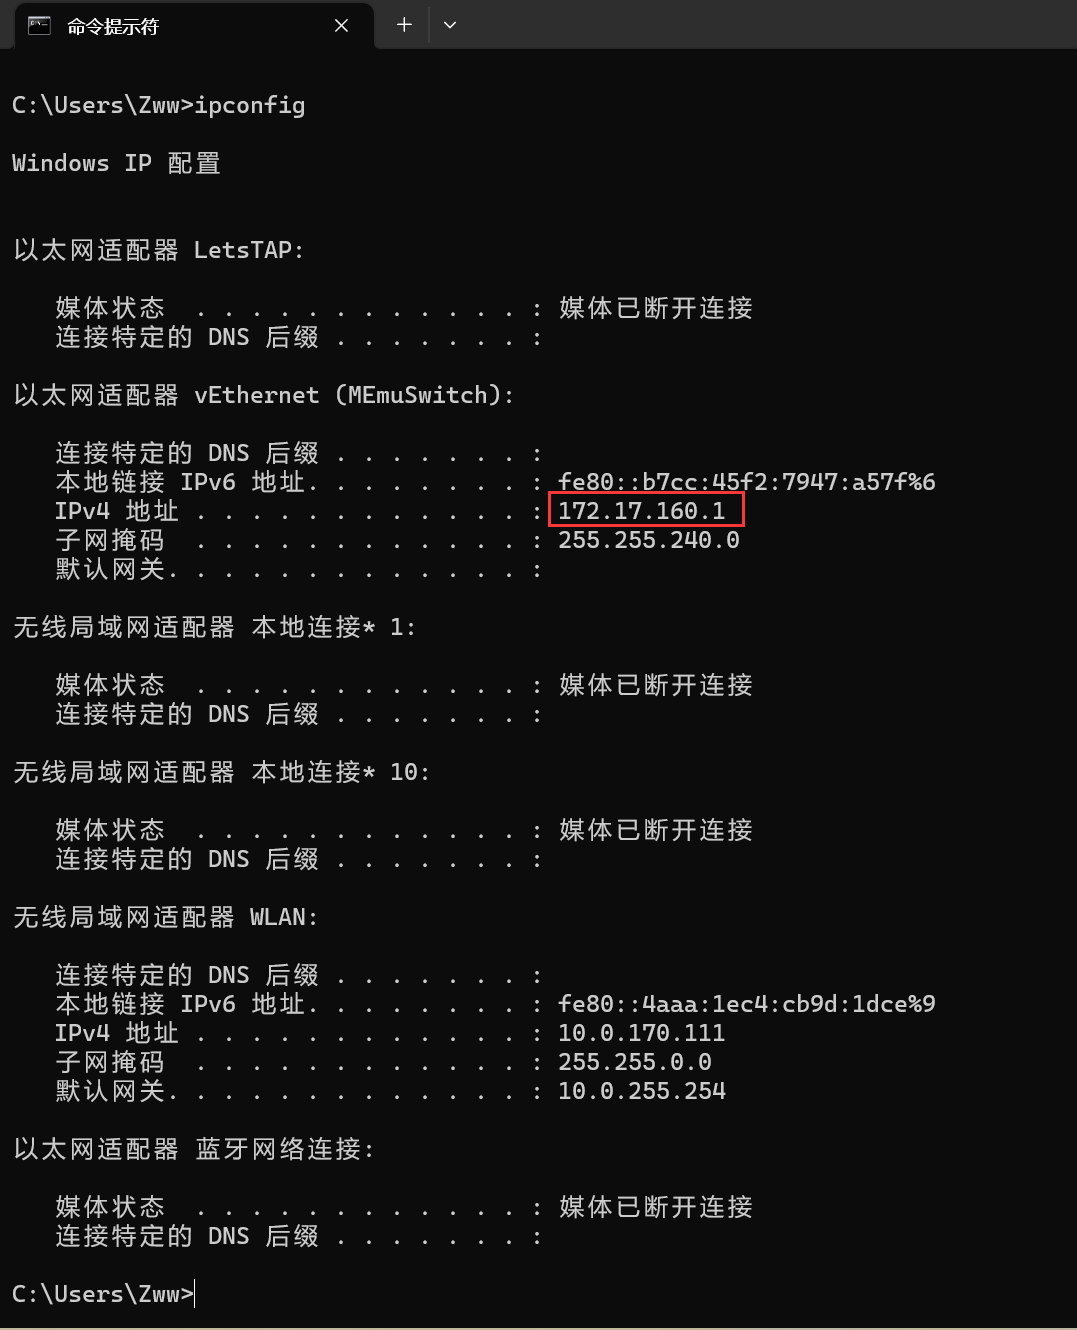 命令提示符
C:\Users\Zww>ipconfig
Windows IP 配置
以太网适配器 LetsTAP:
媒体状态  . . . . . . . . . . . . : 媒体已断开连接
连接特定的 DNS 后缀 . . . . . . . :
以太网适配器 vEthernet (MEmuSwitch):
连接特定的 DNS 后缀 . . . . . . . :
本地链接 IPv6 地址. . . . . . . . : fe80::b7cc:45f2:7947:a57f%6
IPv4 地址 . . . . . . . . . . . . : 172.17.160.1
子网掩码  . . . . . . . . . . . . : 255.255.240.0
默认网关. . . . . . . . . . . . . :
无线局域网适配器 本地连接* 1:
媒体状态  . . . . . . . . . . . . : 媒体已断开连接
连接特定的 DNS 后缀 . . . . . . . :
无线局域网适配器 本地连接* 10:
媒体状态  . . . . . . . . . . . . : 媒体已断开连接
连接特定的 DNS 后缀 . . . . . . . :
无线局域网适配器 WLAN:
连接特定的 DNS 后缀 . . . . . . . :
本地链接 IPv6 地址. . . . . . . . : fe80::4aaa:1ec4:cb9d:1dce%9
IPv4 地址 . . . . . . . . . . . . : 10.0.170.111
子网掩码  . . . . . . . . . . . . : 255.255.0.0
默认网关. . . . . . . . . . . . . : 10.0.255.254
以太网适配器 蓝牙网络连接:
媒体状态  . . . . . . . . . . . . : 媒体已断开连接
连接特定的 DNS 后缀 . . . . . . . :
C:\Users\Zww>